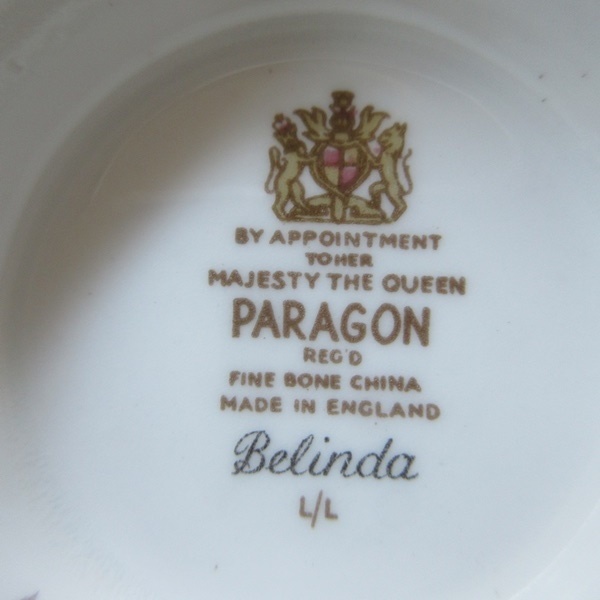 BY APPOINTMENT
TO HER
MAJESTY THE QUEEN
PARAGON
REG'D
FINE BONE CHINA
MADE IN ENGLAND
Belinda
L/L